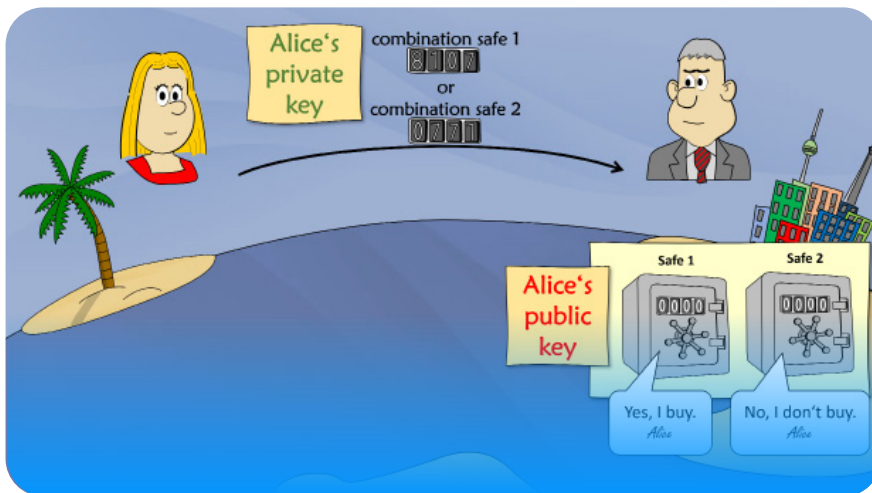 Alice‘s
private
key
combination safe 1
8107
or
combination safe 2
0771
Alice‘s
public
key
Safe 1
0000
Safe 2
0000
Yes, I buy.
Alice
No, I don‘t buy.
Alice